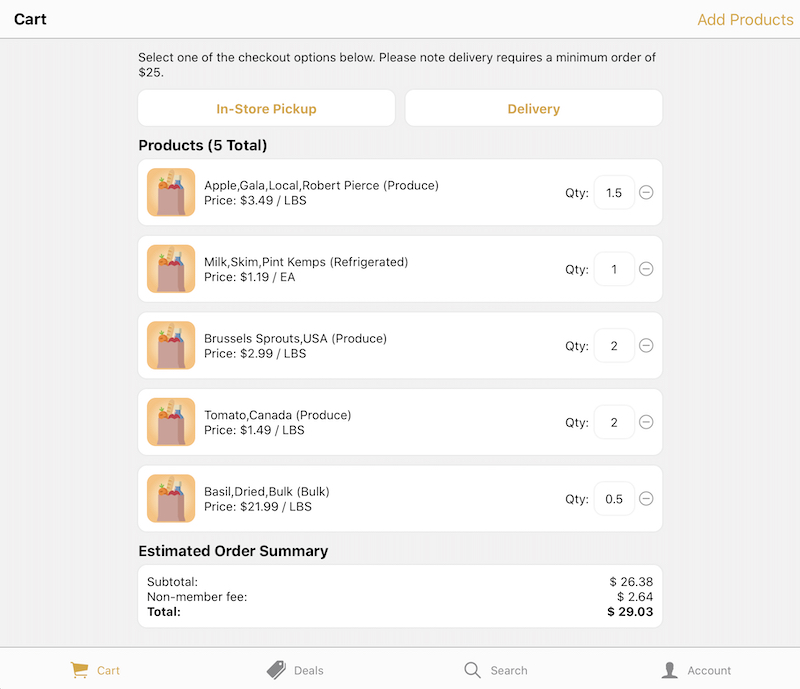 Cart
Add Products
Select one of the checkout options below. Please note delivery requires a minimum order of
$25.
In-Store Pickup
Delivery
Products (5 Total)
Apple,Gala,Local,Robert Pierce (Produce)
Price: $3.49 / LBS
Qty: 1.5
Milk,Skim,Pint Kemps (Refrigerated)
Price: $1.19 / EA
Qty: 1
Brussels Sprouts,USA (Produce)
Price: $2.99 / LBS
Qty: 2
Tomato,Canada (Produce)
Price: $1.49 / LBS
Qty: 2
Basil,Dried,Bulk (Bulk)
Price: $21.99 / LBS
Qty: 0.5
Estimated Order Summary
Subtotal: $ 26.38
Non-member fee: $ 2.64
Total: $ 29.03
Cart
Deals
Search
Account